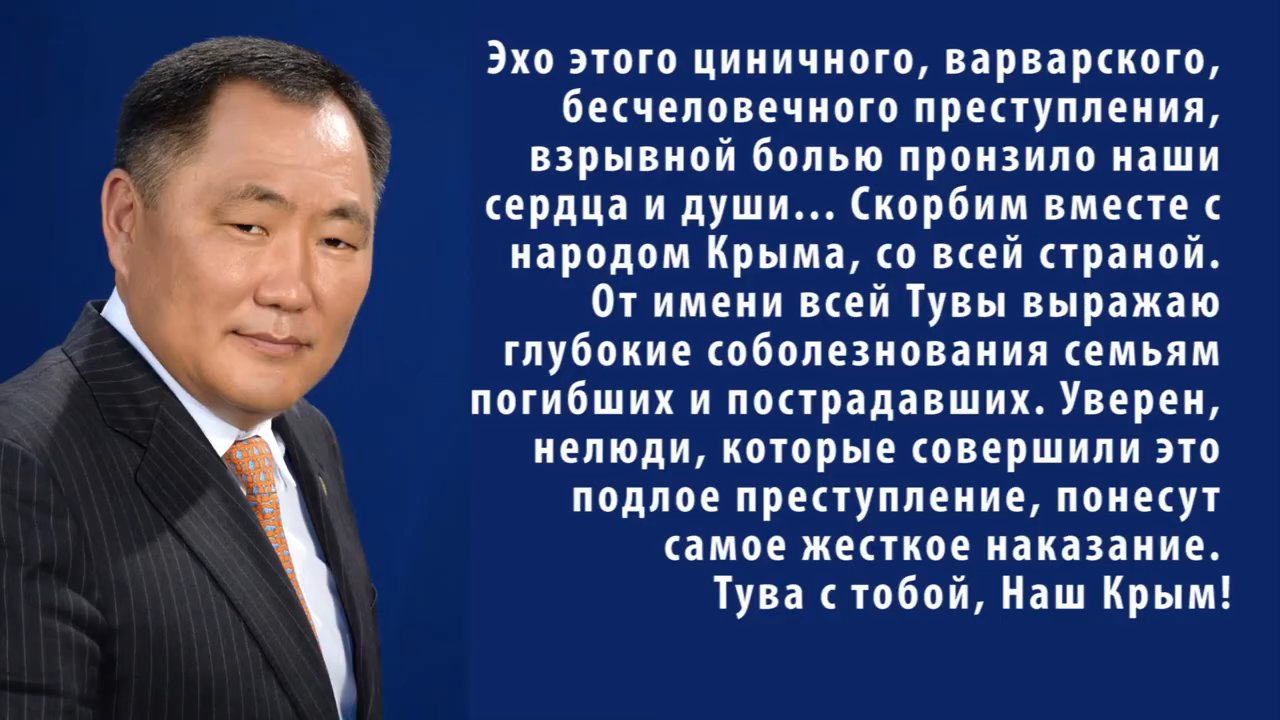 Эхо этого циничного, варварского,
бесчеловечного преступления,
взрывной болью пронзило наши
сердца и души... Скорбим вместе с
народом Крыма, со всей страной.
От имени всей Тувы выражаю
глубокие соболезнования семьям
погибших и пострадавших. Уверен,
нелюди, которые совершили это
подлое преступление, понесут
самое жесткое наказание.
Тува с тобой, Наш Крым!